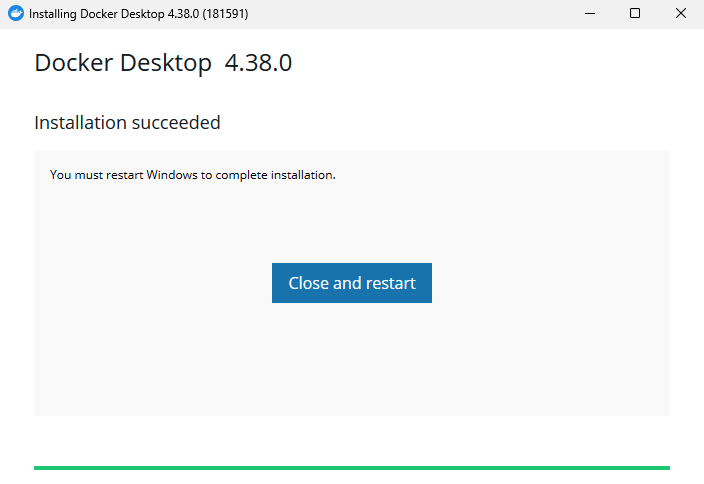 Installing Docker Desktop 4.38.0 (181591)
Docker Desktop 4.38.0
Installation succeeded
You must restart Windows to complete installation.
Close and restart